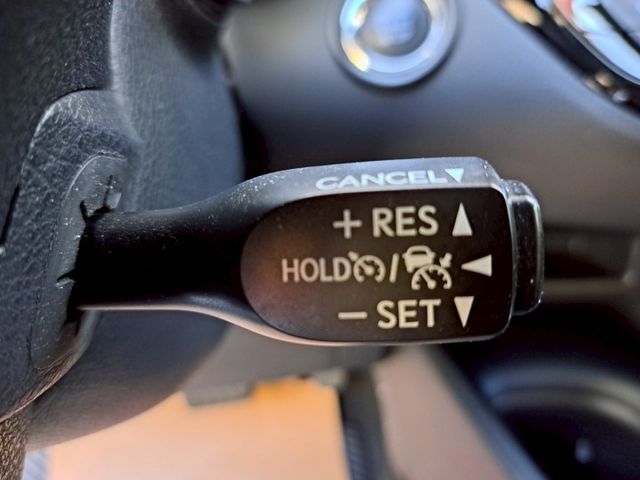 CANCEL▼
+ RES ▲
HOLD / ◀
− SET ▼